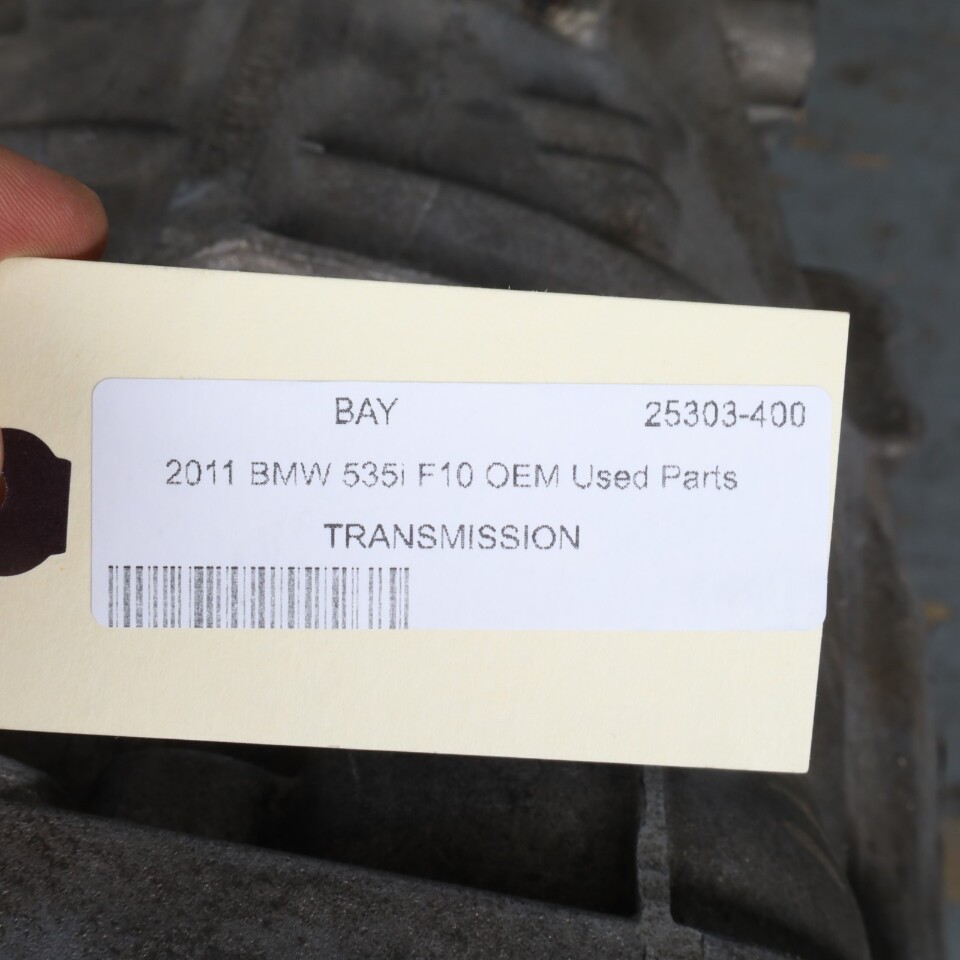 BAY 25303-400
2011 BMW 535i F10 OEM Used Parts
TRANSMISSION